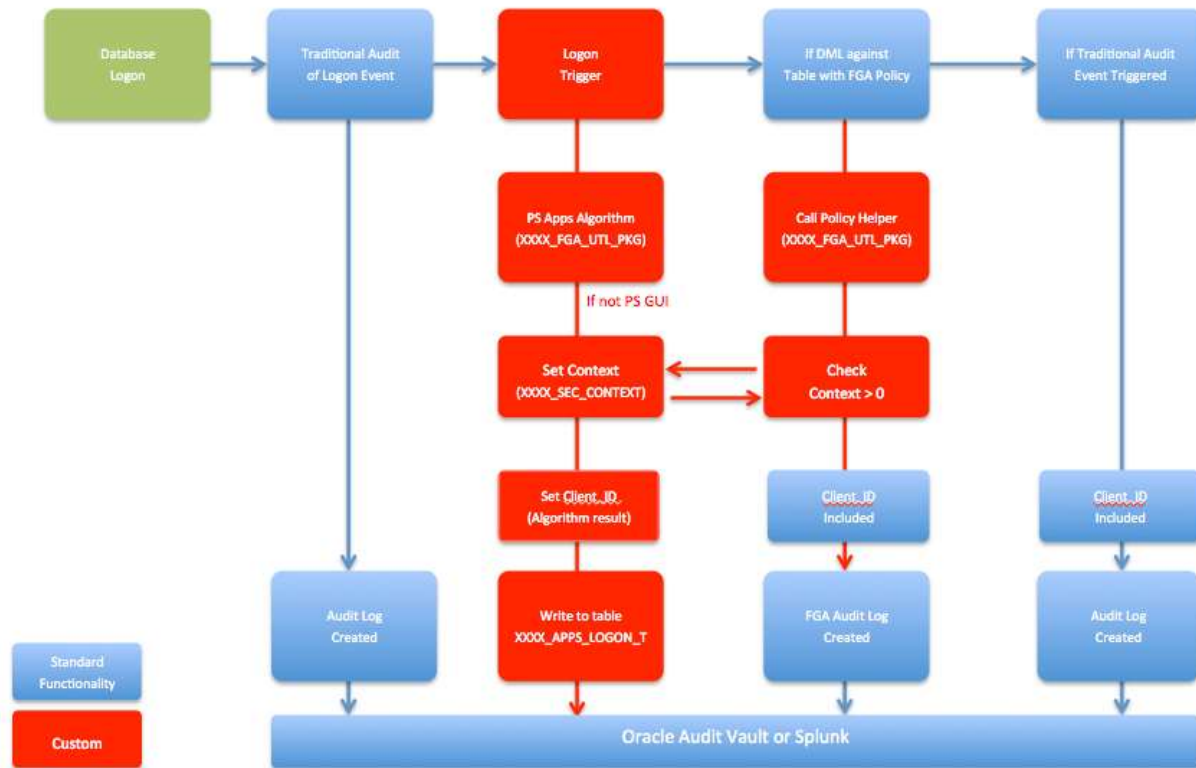 Database
Logon
Traditional Audit
of Logon Event
Logon
Trigger
If DML against
Table with FGA Policy
If Traditional Audit
Event Triggered
PS Apps Algorithm
(XXXX_FGA_UTL_PKG)
Call Policy Helper
(XXXX_FGA_UTL_PKG)
If not PS GUI
Set Context
(XXXX_SEC_CONTEXT)
Check
Context > 0
Set Client_ID
(Algorithm result)
Client_ID
Included
Client_ID
Included
Audit Log
Created
Write to table
XXXX_APPS_LOGON_T
FGA Audit Log
Created
Audit Log
Created
Standard
Functionality
Custom
Oracle Audit Vault or Splunk